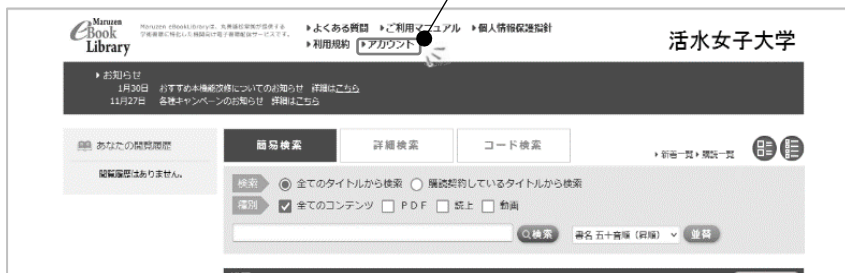 Maruzen
eBook
Library
Maruzen eBook Libraryは、丸善雄松堂が提供する
学術書籍に特化した機関向け電子書籍配信サービスです。
よくある質問 ご利用マニュアル 個人情報保護指針
利用規約 アカウント
活水女子大学
お知らせ
1月30日 おすすめ本機能改修についてのお知らせ 詳細はこちら
11月27日 各種キャンペーンのお知らせ 詳細はこちら
あなたの閲覧履歴
閲覧履歴はありません。
簡易検索 詳細検索 コード検索
新着一覧 購読一覧
検索 全てのタイトルから検索 購読契約しているタイトルから検索
種別 全てのコンテンツ PDF 読上 動画
検索 書名 五十音順（昇順） 並替